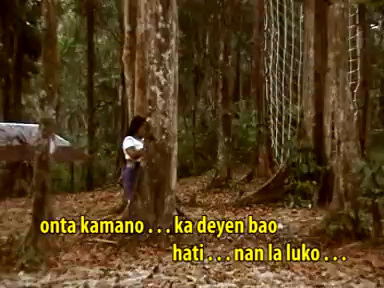 onta kamano . . . ka deyen bao
hati . . . nan la luko . . .